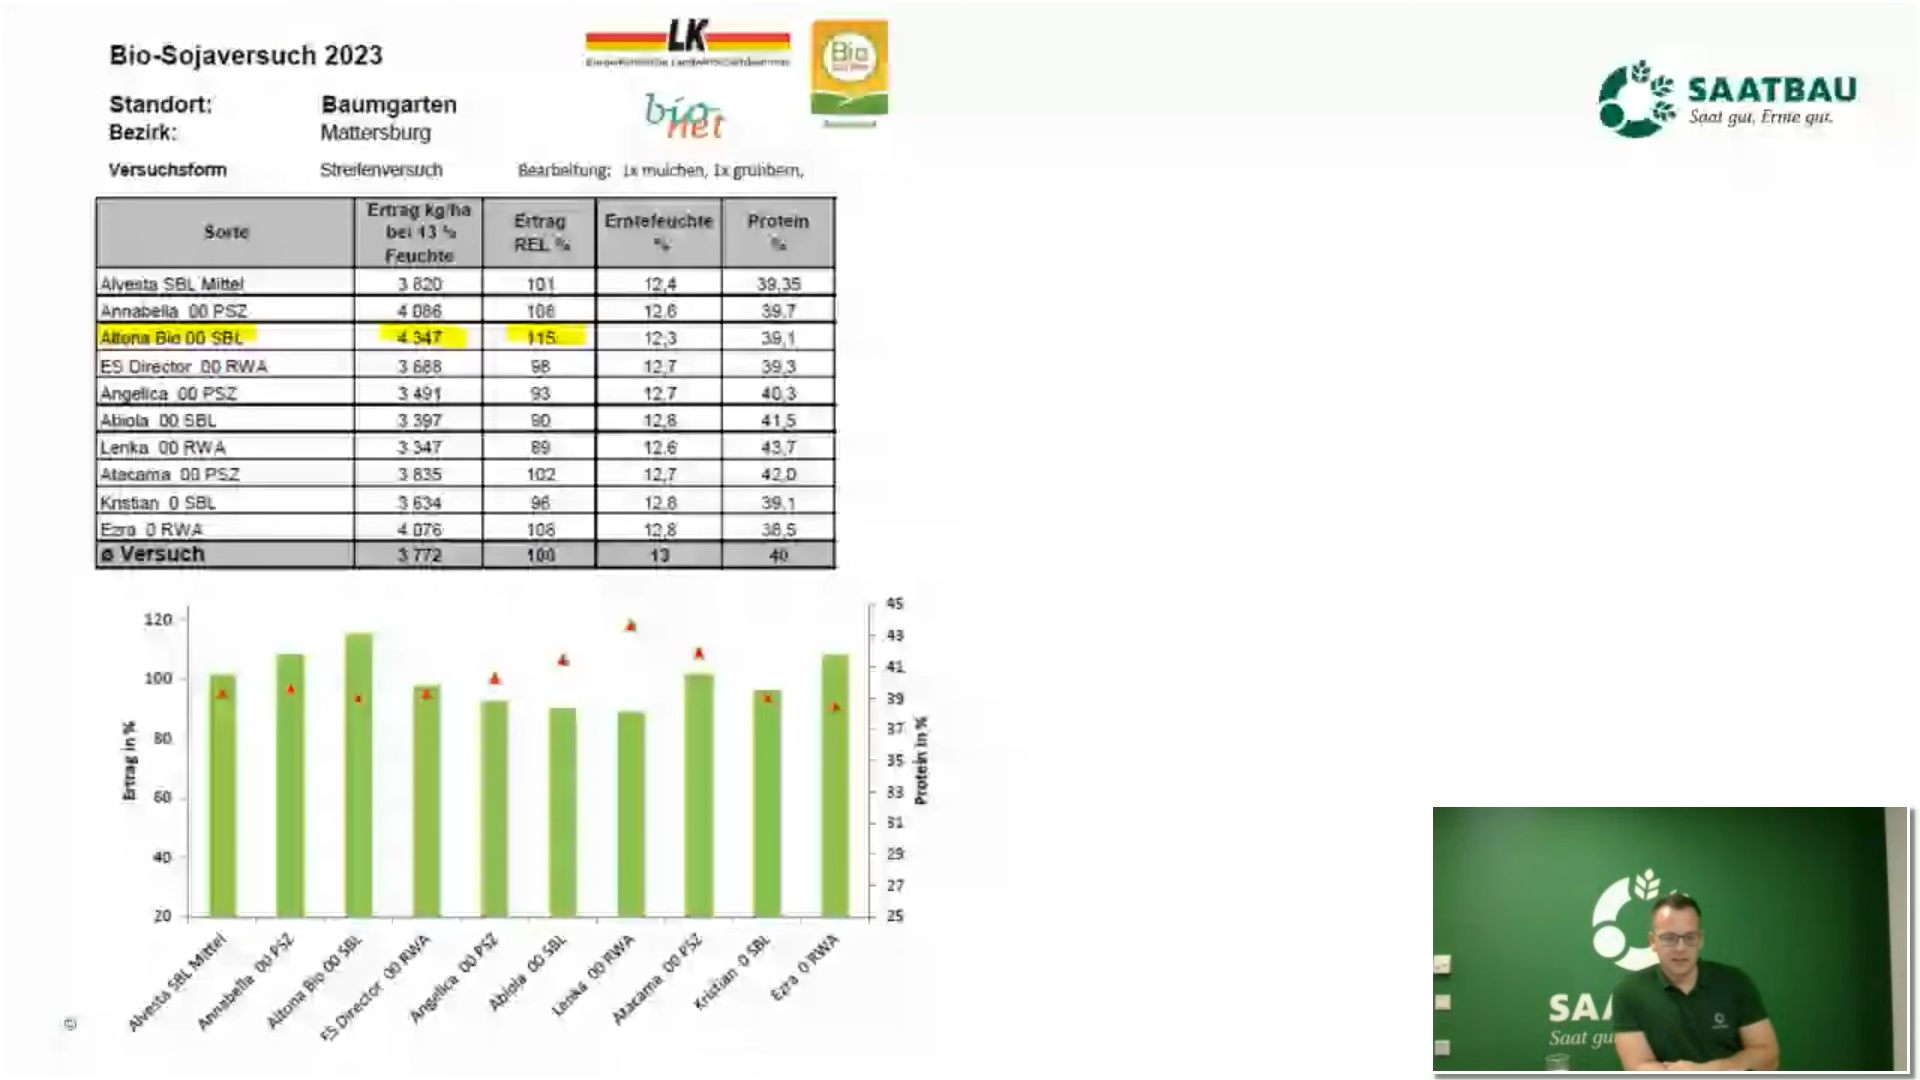 Bio-Sojaversuch 2023
LK
Bio
bio
net
SAATBAU
Saat gut, Ernte gut.
Standort: Baumgarten
Bezirk: Mattersburg
Versuchsform Streifenversuch Bearbeitung: 1x mulchen, 1x grubbern,
Sorte Ertrag kg/ha bei 13 % Feuchte Ertrag REL % Erntefeuchte % Protein %
Alvesta SBL Mittel 3 820 101 12,4 39,35
Annabella 00 PSZ 4 086 108 12,6 39,7
Altona Bio 00 SBL 4 347 115 12,3 39,1
ES Director 00 RWA 3 688 98 12,7 39,3
Angelica 00 PSZ 3 491 93 12,7 40,3
Abiola 00 SBL 3 397 90 12,8 41,5
Lenka 00 RWA 3 347 89 12,6 43,7
Atacama 00 PSZ 3 835 102 12,7 42,0
Kristian 0 SBL 3 634 96 12,8 39,1
Ezra 0 RWA 4 076 108 12,8 38,5
ø Versuch 3 772 100 13 40
Ertrag in %
120
100
80
60
40
20
45
43
41
39
37
35
33
31
29
27
25
Protein in %
Alvesta SBL Mittel
Annabella 00 PSZ
Altona Bio 00 SBL
ES Director 00 RWA
Angelica 00 PSZ
Abiola 00 SBL
Lenka 00 RWA
Atacama 00 PSZ
Kristian 0 SBL
Ezra 0 RWA
©
SAA
Saat gu